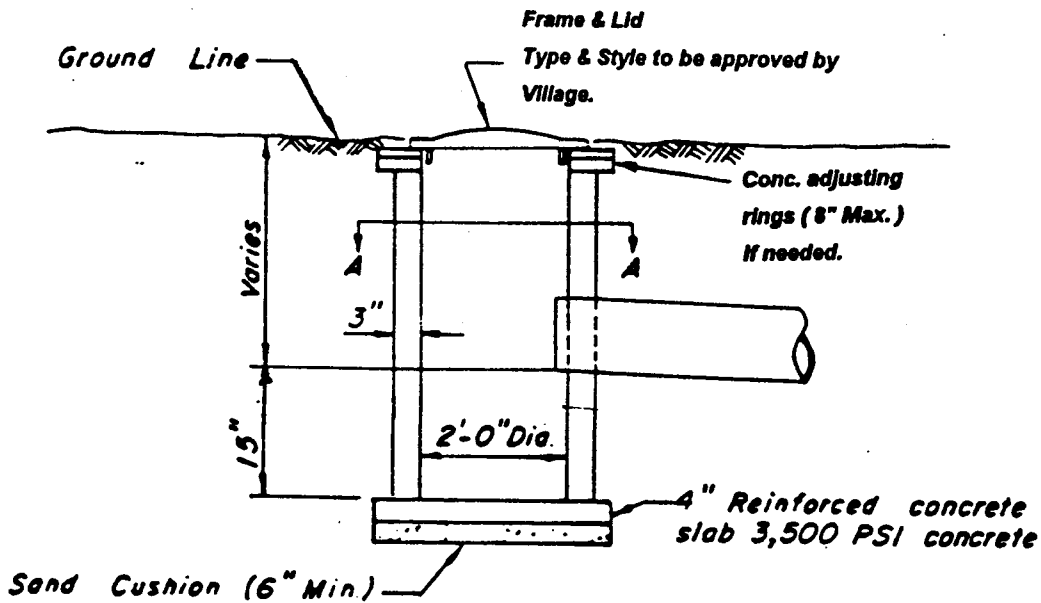 Frame & Lid
Type & Style to be approved by
Village.
Ground Line
Conc. adjusting
rings (8" Max.)
If needed.
A
A
Varies
3"
15"
2'-0" Dia.
4" Reinforced concrete
slab 3,500 PSI concrete
Sand Cushion (6" Min.)